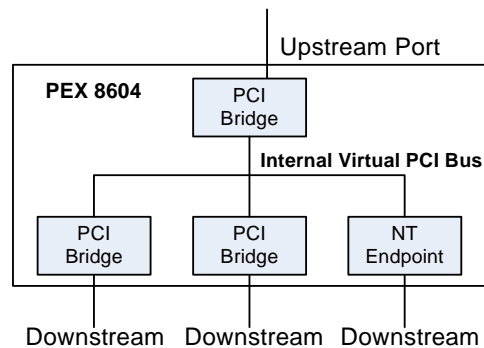 Upstream Port
PEX 8604
PCI
Bridge
Internal Virtual PCI Bus
PCI
Bridge
PCI
Bridge
NT
Endpoint
Downstream Downstream Downstream